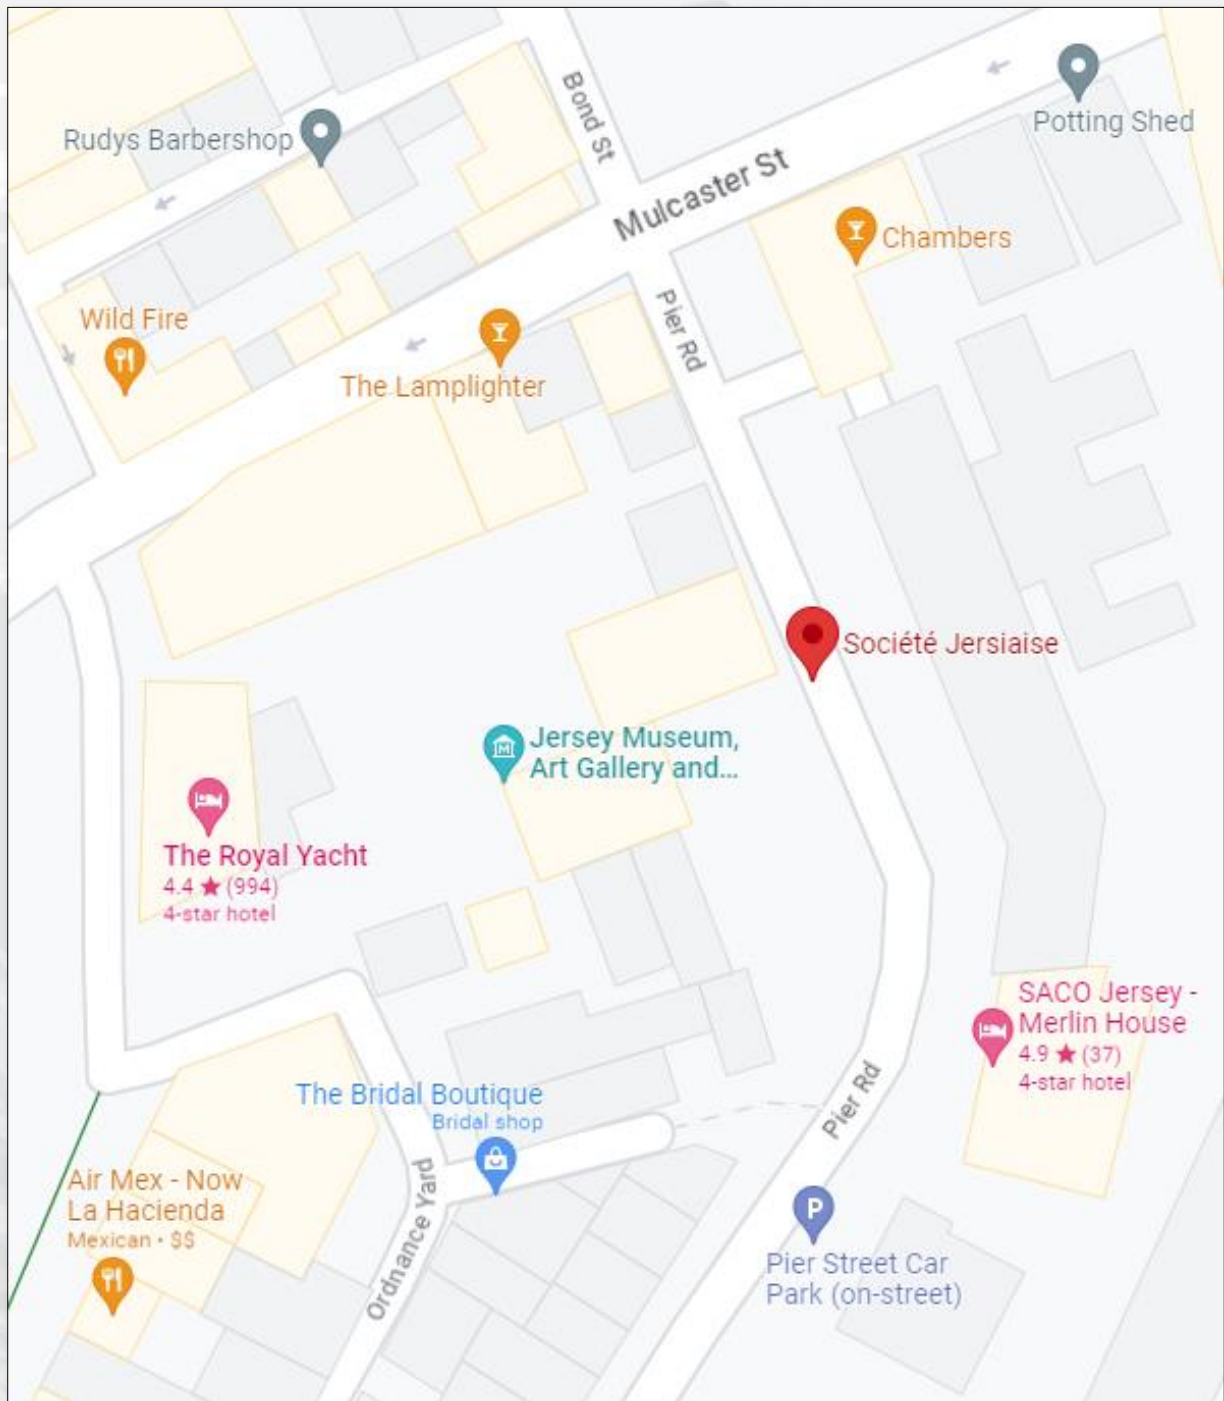 Bond St
Potting Shed
Rudys Barbershop
Mulcaster St
Chambers
Wild Fire
Pier Rd
The Lamplighter
Société Jersiaise
Jersey Museum,
Art Gallery and...
The Royal Yacht
4.4 ★ (994)
4-star hotel
SACO Jersey -
Merlin House
4.9 ★ (37)
4-star hotel
The Bridal Boutique
Bridal shop
Pier Rd
Air Mex - Now
La Hacienda
Mexican · $$
Ordnance Yard
P
Pier Street Car
Park (on-street)